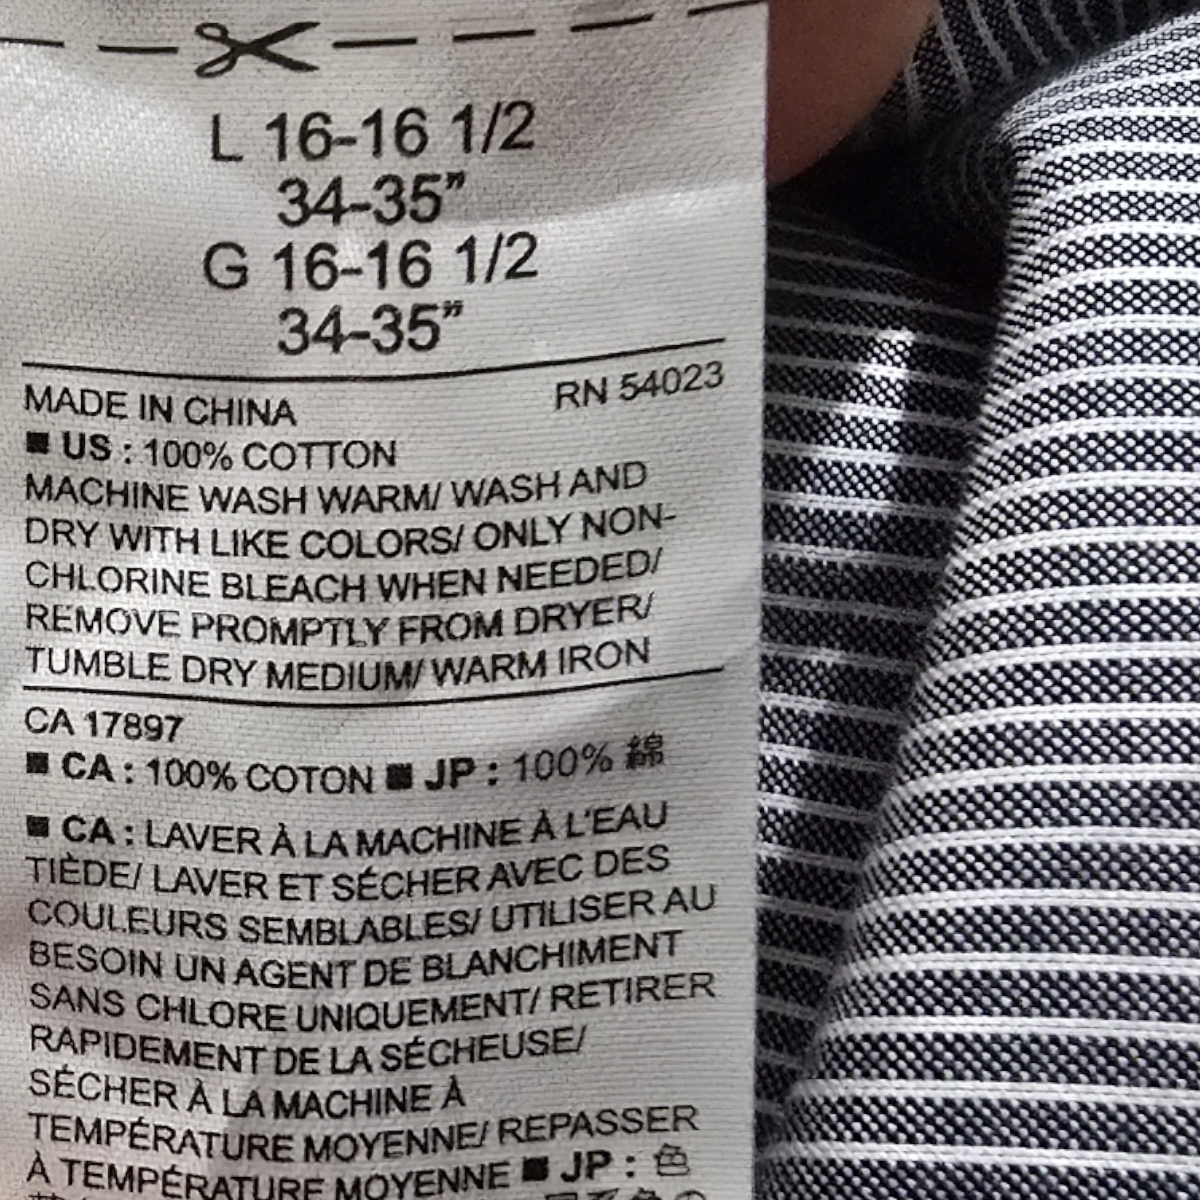 L 16-16 1/2
34-35”
G 16-16 1/2
34-35”
MADE IN CHINA RN 54023
■ US : 100% COTTON
MACHINE WASH WARM/ WASH AND
DRY WITH LIKE COLORS/ ONLY NON-
CHLORINE BLEACH WHEN NEEDED/
REMOVE PROMPTLY FROM DRYER/
TUMBLE DRY MEDIUM/ WARM IRON
CA 17897
■ CA : 100% COTON ■ JP : 100% 綿
■ CA : LAVER À LA MACHINE À L'EAU
TIÈDE/ LAVER ET SÉCHER AVEC DES
COULEURS SEMBLABLES/ UTILISER AU
BESOIN UN AGENT DE BLANCHIMENT
SANS CHLORE UNIQUEMENT/ RETIRER
RAPIDEMENT DE LA SÉCHEUSE/
SÉCHER À LA MACHINE À
TEMPÉRATURE MOYENNE/ REPASSER
À TEMPÉRATURE MOYENNE ■ JP :色